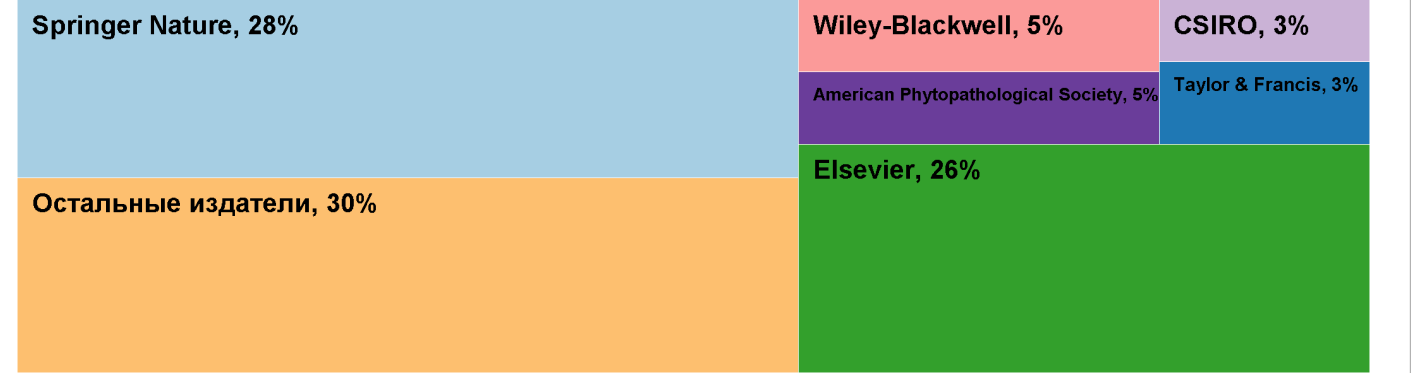 Springer Nature, 28%
Остальные издатели, 30%
Wiley-Blackwell, 5%
American Phytopathological Society, 5%
CSIRO, 3%
Taylor & Francis, 3%
Elsevier, 26%